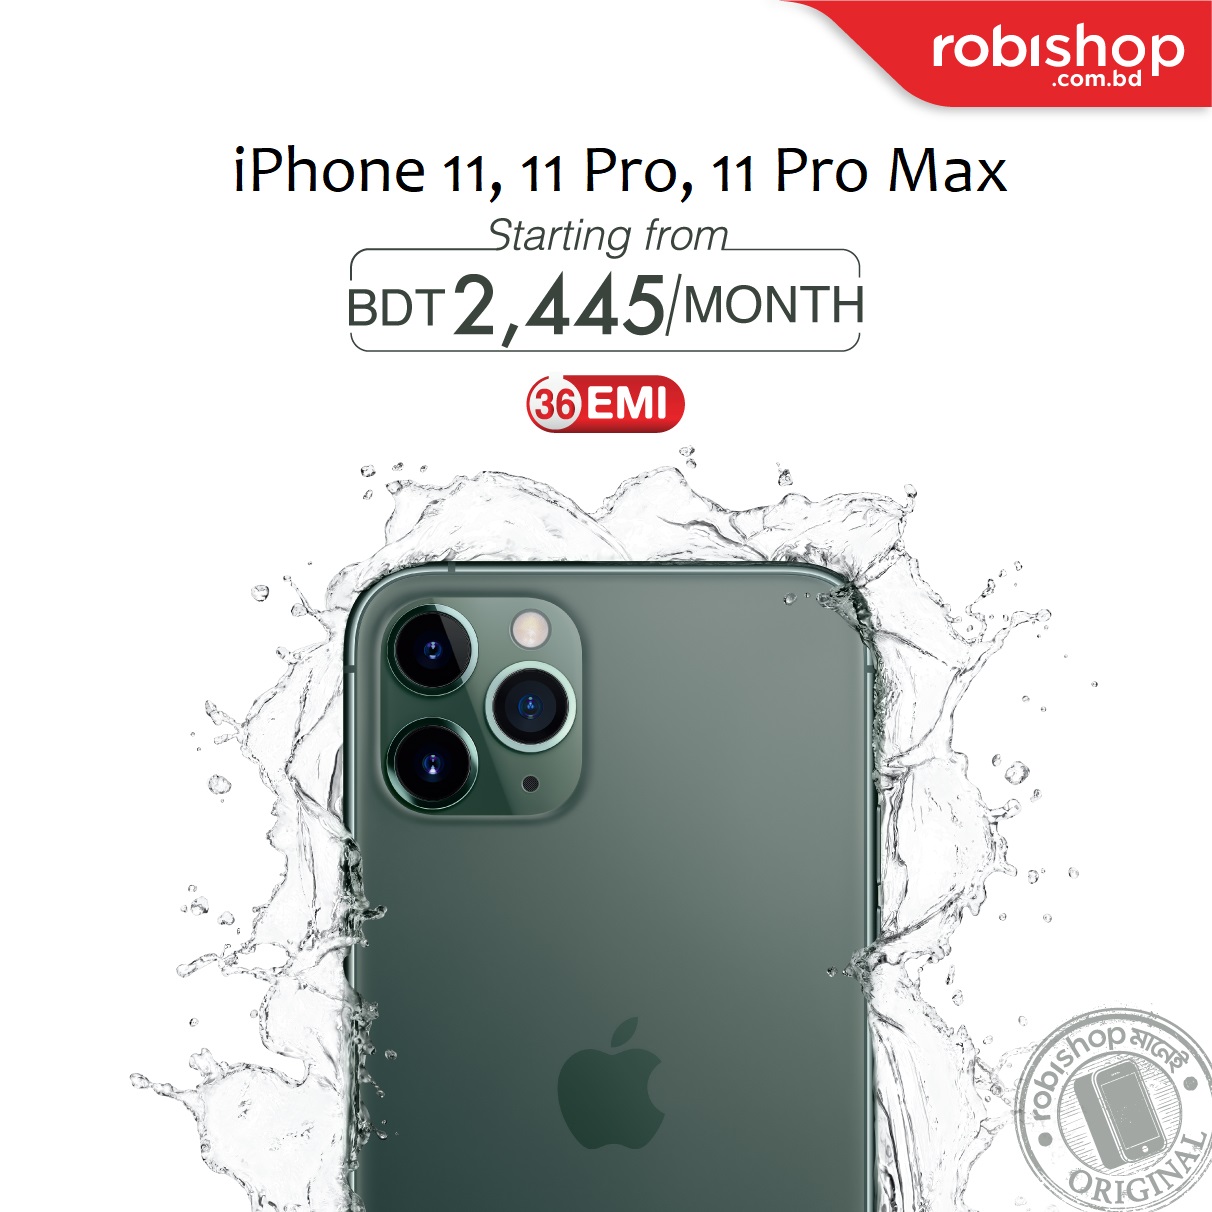 robishop
.com.bd
iPhone 11, 11 Pro, 11 Pro Max
Starting from
BDT 2,445/MONTH
36 EMI
robishop মানেই
ORIGINAL